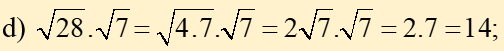 d) √28.√7 = √4.7.√7 = 2√7.√7 = 2.7 = 14;